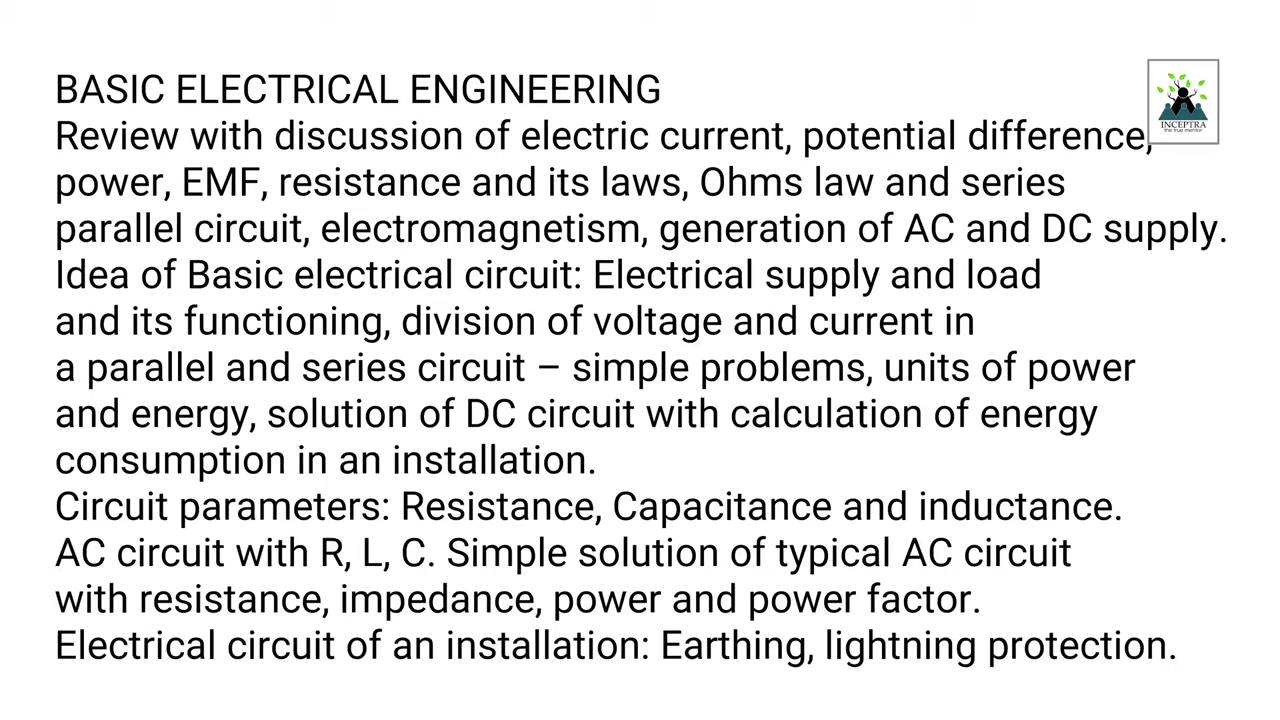 BASIC ELECTRICAL ENGINEERING
Review with discussion of electric current, potential difference,
power, EMF, resistance and its laws, Ohms law and series
parallel circuit, electromagnetism, generation of AC and DC supply.
Idea of Basic electrical circuit: Electrical supply and load
and its functioning, division of voltage and current in
a parallel and series circuit – simple problems, units of power
and energy, solution of DC circuit with calculation of energy
consumption in an installation.
Circuit parameters: Resistance, Capacitance and inductance.
AC circuit with R, L, C. Simple solution of typical AC circuit
with resistance, impedance, power and power factor.
Electrical circuit of an installation: Earthing, lightning protection.
INCEPTRA
the true mentor